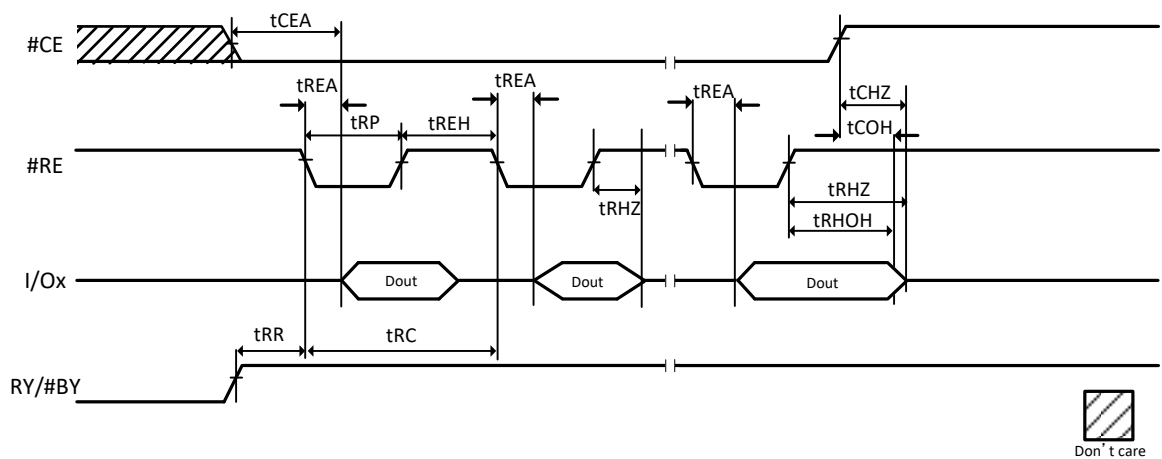 tCEA
#CE
tREA
tREA
tREA
tCHZ
tCOH
tRP
tREH
#RE
tRHZ
tRHZ
tRHOH
I/Ox
Dout
Dout
Dout
tRR
tRC
RY/#BY
Don’t care